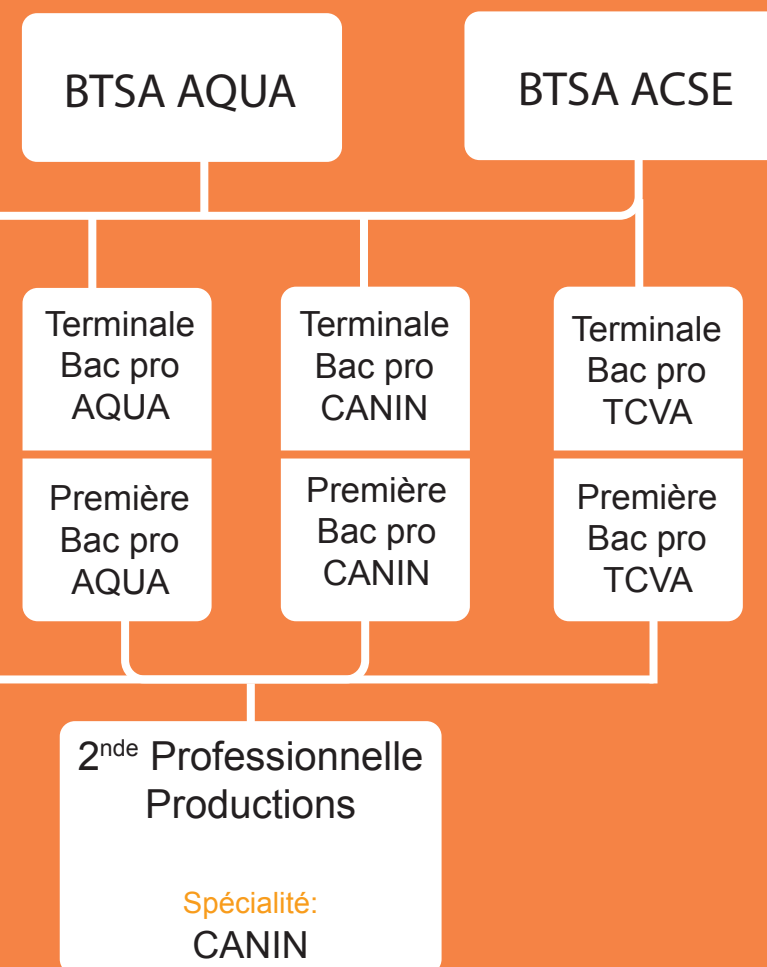 BTSA AQUA
BTSA ACSE
Terminale
Bac pro
AQUA
Terminale
Bac pro
CANIN
Terminale
Bac pro
TCVA
Première
Bac pro
AQUA
Première
Bac pro
CANIN
Première
Bac pro
TCVA
2nde Professionnelle
Productions
Spécialité:
CANIN